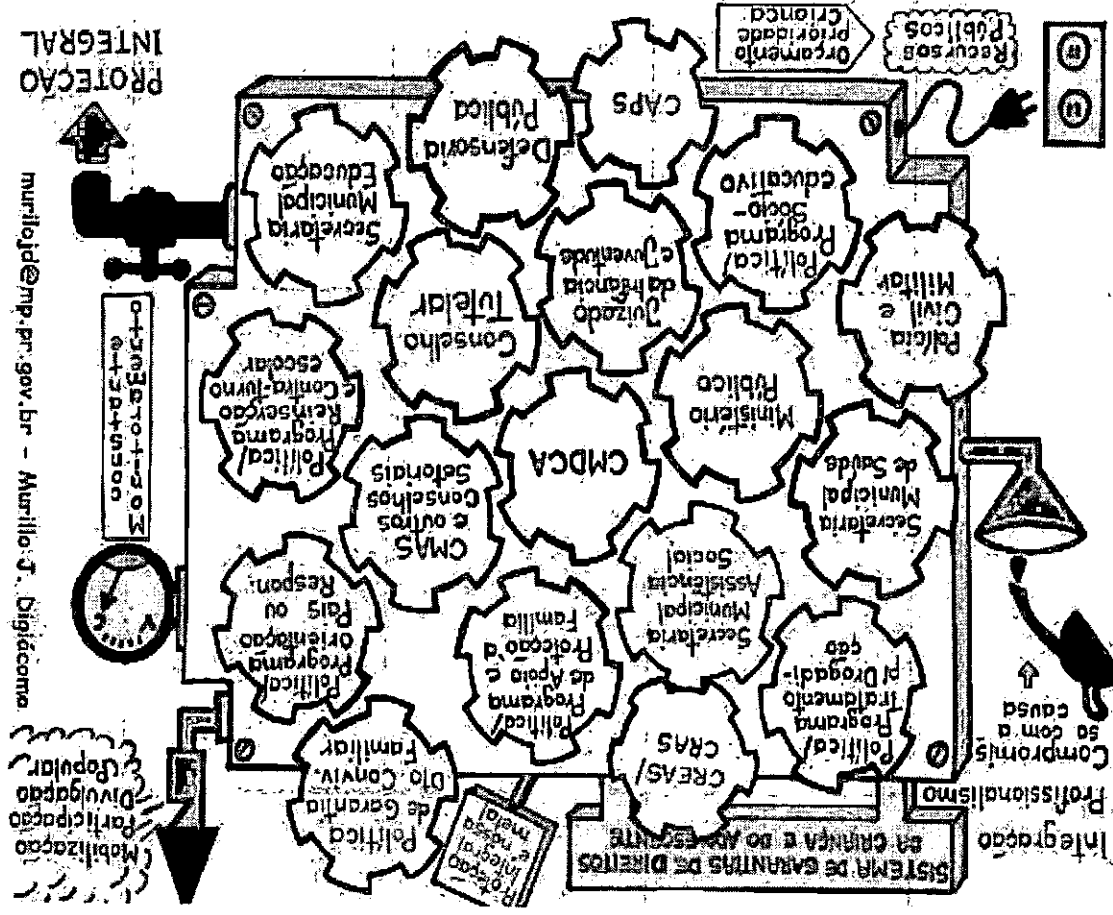 SISTEMA DE GARANTIAS DE DIREITOS
DA CRIANÇA E DO ADOLESCENTE
Proteção
integral
é nossa
meta!
Mobilização
Participação
Divulgação
Popular
Integração
Profissionalismo
Compromis
so com a
causa
CREAS/
CRAS
Política
de Garantia
Dto Conviv.
Familiar
Política/
Programa
Tratamento
p/ Drogadi-
ção
Secretaria
Municipal
Assistência
Social
Política/
Programa
de Apoio e
Proteção à
Família
Política/
Programa
Orientação
Pais ou
Respon.
Secretaria
Municipal
de Saúde
CMDCA
CMAS
e outros
Conselhos
Setoriais
Política/
Programa
Reinserção
e Contra-turno
escolar
Monitoramento
constante
Polícia
Civil e
Militar
Ministério
Público
Juizado
da Infância
e Juventude
Conselho
Tutelar
Política/
Programa
Socio-
educativo
CAPS
Defensoria
Pública
Secretaria
Municipal
Educação
Recursos
Públicos
Orçamento
Prioridade
Criança
PROTEÇÃO
INTEGRAL
murilojd@mp.pr.gov.br – Murillo J. Digiácomo